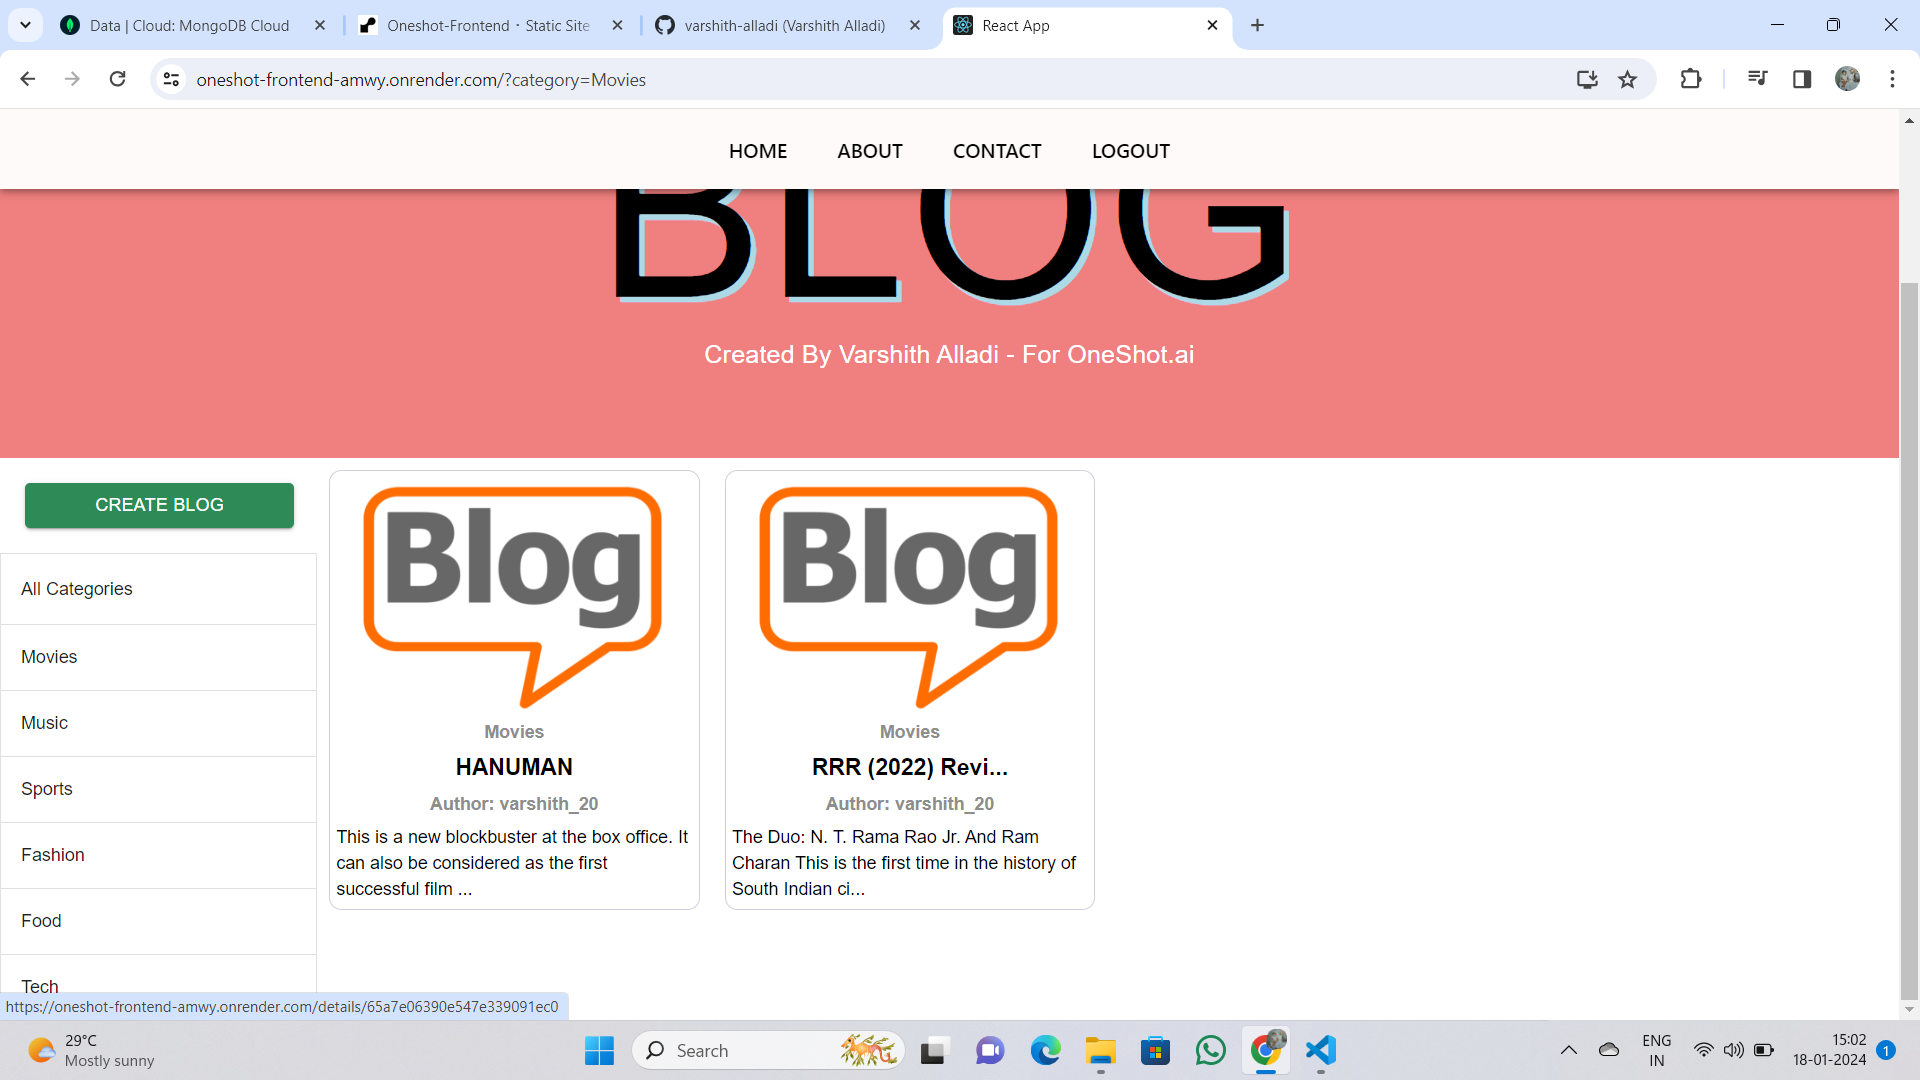 Data | Cloud: MongoDB Cloud
Oneshot-Frontend · Static Site
varshith-alladi (Varshith Alladi)
React App
oneshot-frontend-amwy.onrender.com/?category=Movies
HOME ABOUT CONTACT LOGOUT
BLOG
Created By Varshith Alladi - For OneShot.ai
CREATE BLOG
All Categories
Movies
Music
Sports
Fashion
Food
Tech
Blog
Movies
HANUMAN
Author: varshith_20
This is a new blockbuster at the box office. It
can also be considered as the first
successful film ...
Blog
Movies
RRR (2022) Revi...
Author: varshith_20
The Duo: N. T. Rama Rao Jr. And Ram
Charan This is the first time in the history of
South Indian ci...
https://oneshot-frontend-amwy.onrender.com/details/65a7e06390e547e339091ec0
29°C
Mostly sunny
Search
ENG
IN
15:02
18-01-2024
1